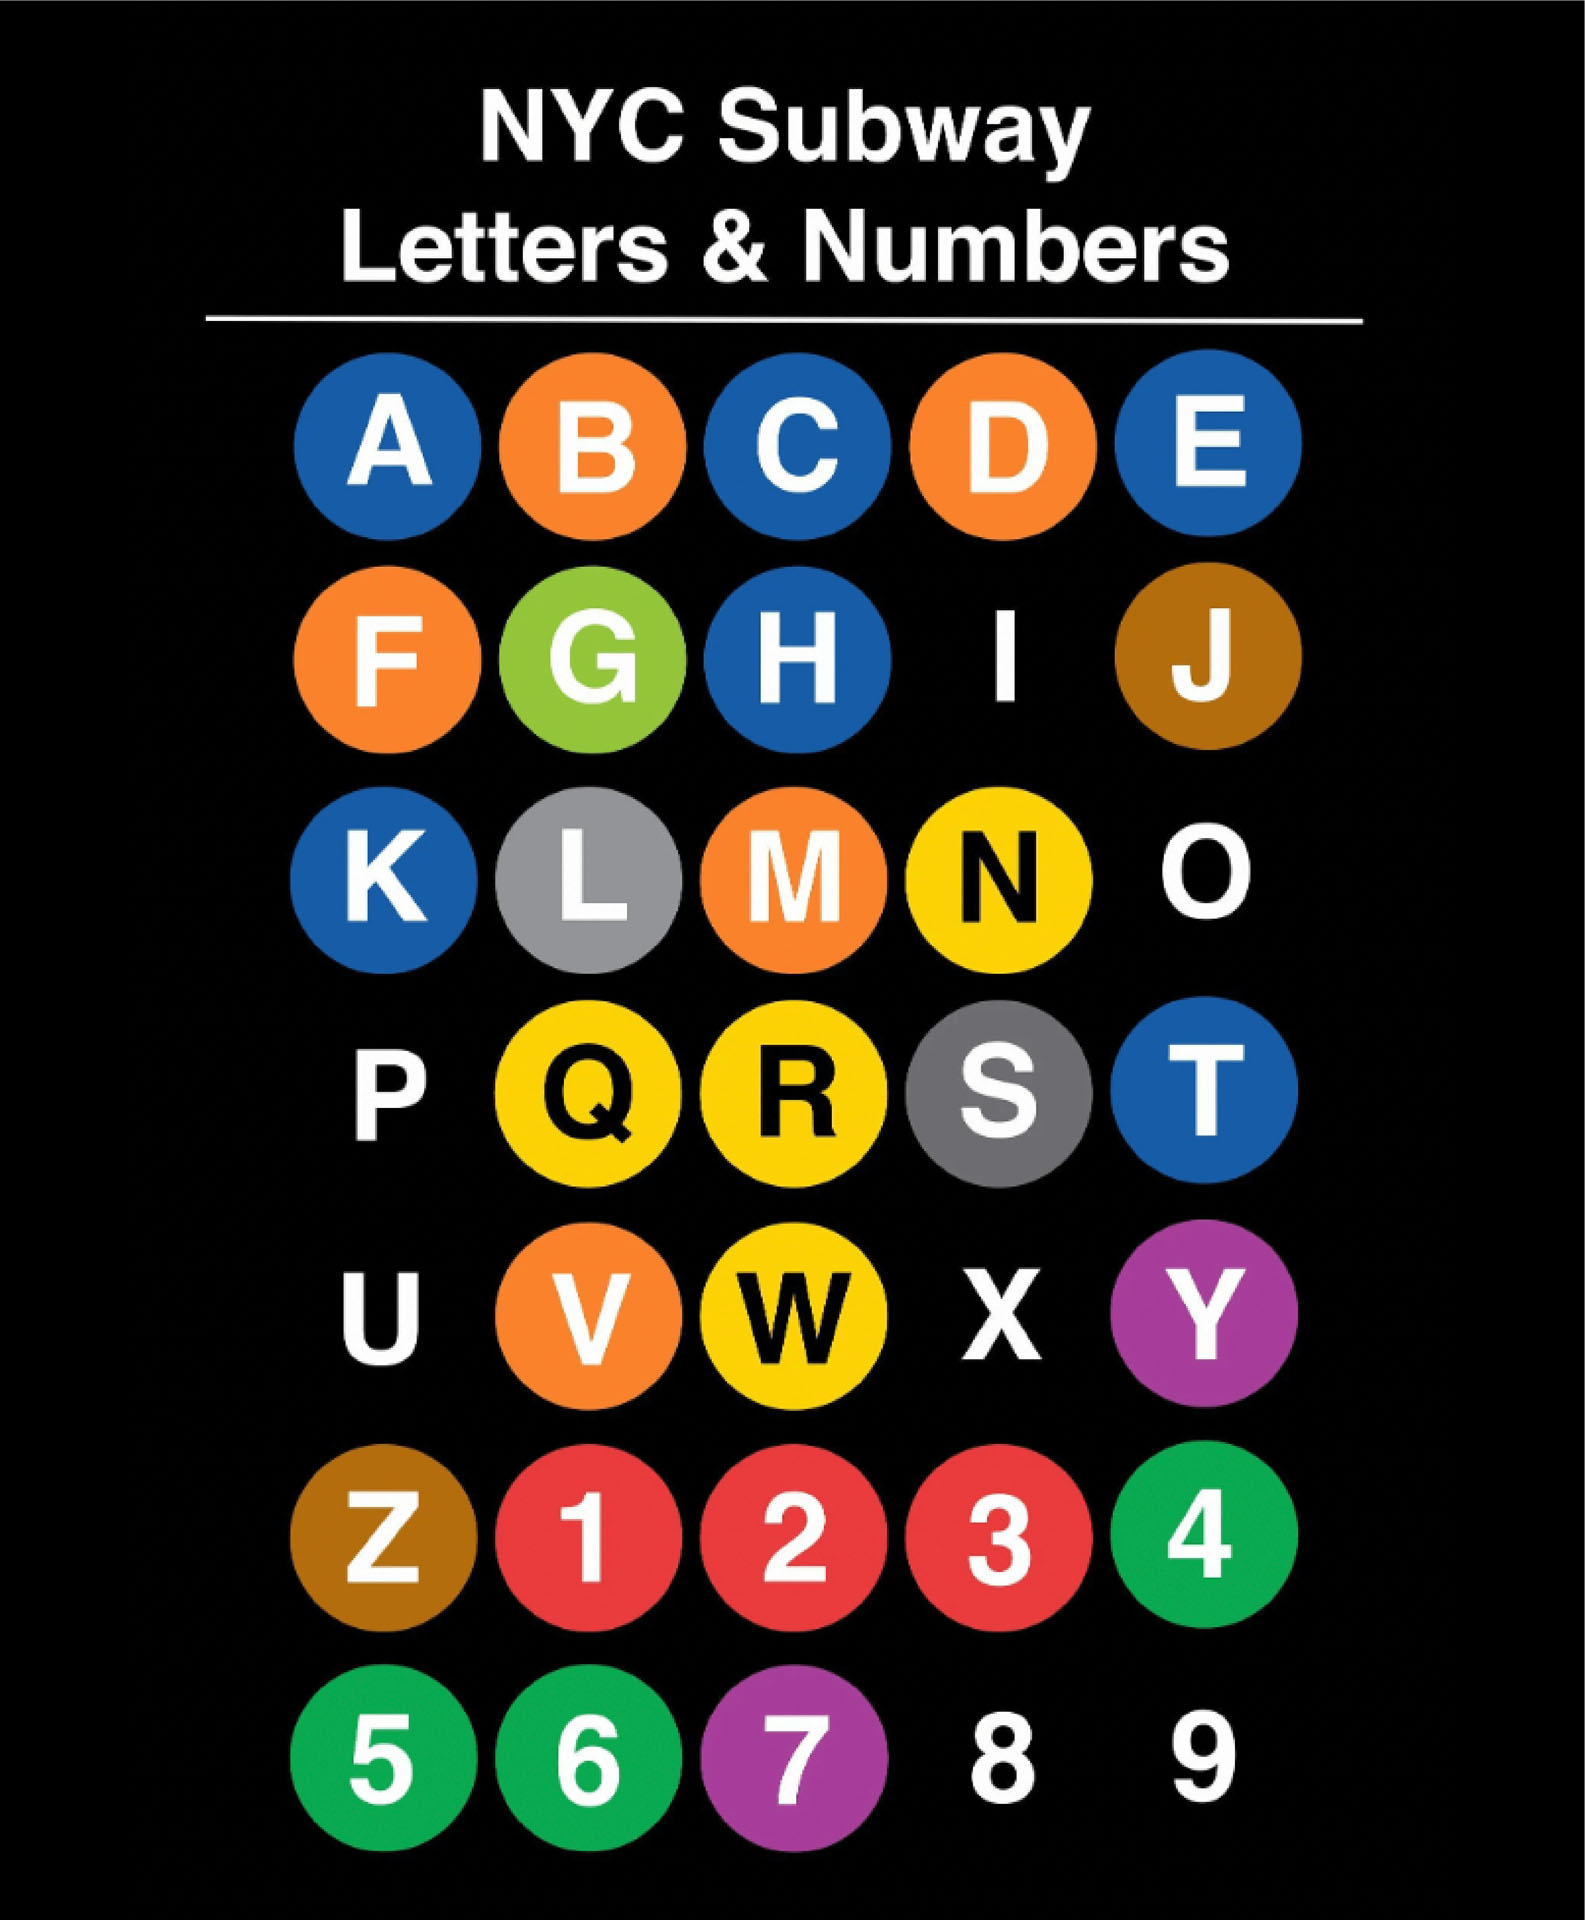 NYC Subway
Letters & Numbers
A B C D E
F G H I J
K L M N O
P Q R S T
U V W X Y
Z 1 2 3 4
5 6 7 8 9